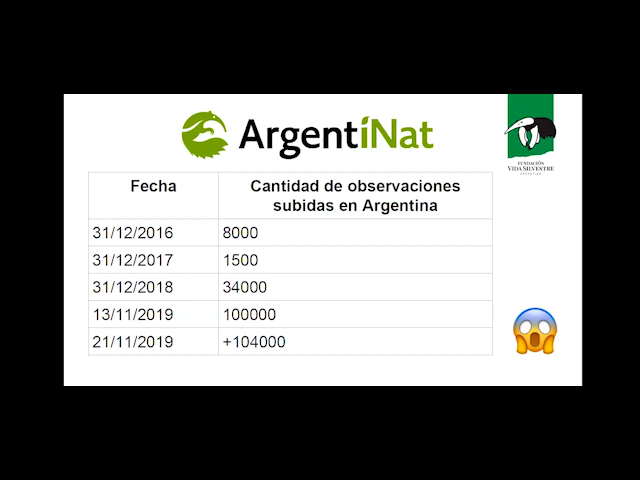 ArgentiNat
FUNDACIÓN
VIDA SILVESTRE
ARGENTINA
Fecha
Cantidad de observaciones
subidas en Argentina
31/12/2016
8000
31/12/2017
1500
31/12/2018
34000
13/11/2019
100000
21/11/2019
+104000